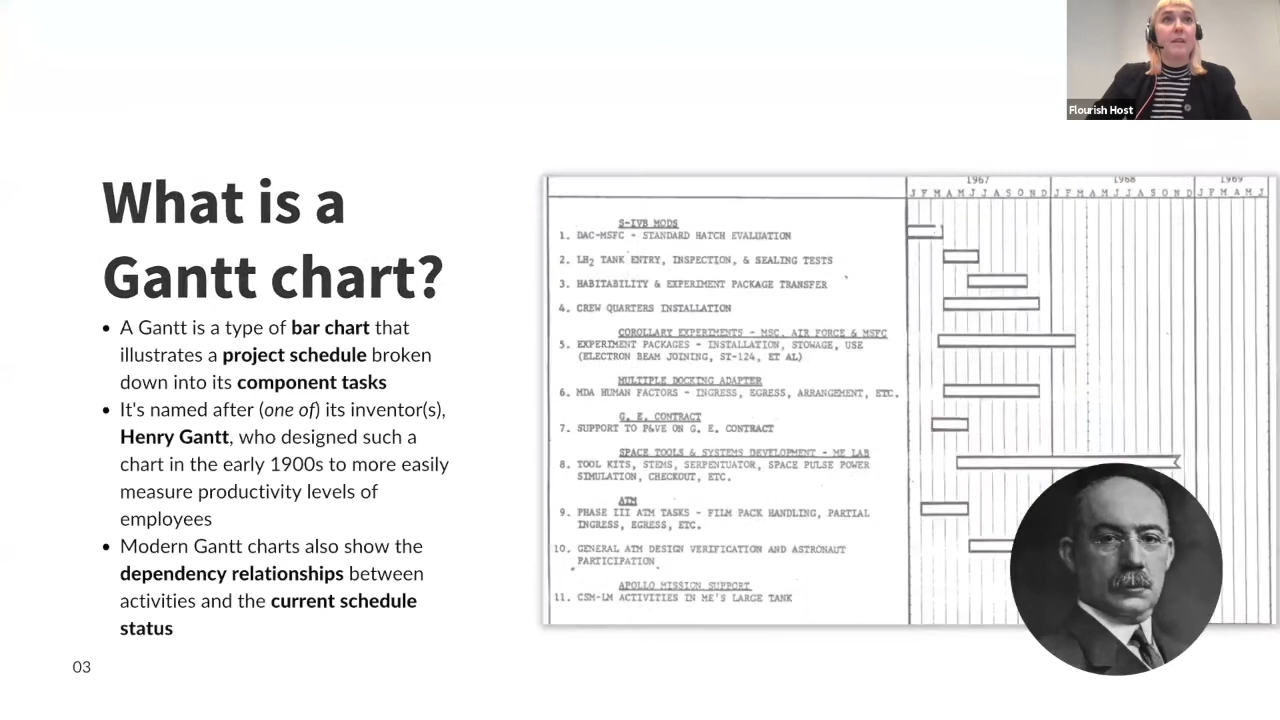 Flourish Host
What is a
Gantt chart?
• A Gantt is a type of bar chart that
illustrates a project schedule broken
down into its component tasks
• It's named after (one of) its inventor(s),
Henry Gantt, who designed such a
chart in the early 1900s to more easily
measure productivity levels of
employees
• Modern Gantt charts also show the
dependency relationships between
activities and the current schedule
status
03
1967 1968 1969
J F M A M J J A S O N D J F M A M J J A S O N D J F M A M J
S-IVB MODS
1. DAC-MSFC - STANDARD HATCH EVALUATION
2. LH2 TANK ENTRY, INSPECTION, & SEALING TESTS
3. HABITABILITY & EXPERIMENT PACKAGE TRANSFER
4. CREW QUARTERS INSTALLATION
COROLLARY EXPERIMENTS - MSC, AIR FORCE & MSFC
5. EXPERIMENT PACKAGES - INSTALLATION, STOWAGE, USE
(ELECTRON BEAM JOINING, ST-124, ET AL)
MULTIPLE DOCKING ADAPTER
6. MDA HUMAN FACTORS - INGRESS, EGRESS, ARRANGEMENT, ETC.
G. E. CONTRACT
7. SUPPORT TO P&VE ON G. E. CONTRACT
SPACE TOOLS & SYSTEMS DEVELOPMENT - ME LAB
8. TOOL KITS, STEMS, SERPENTUATOR, SPACE PULSE POWER
SIMULATION, CHECKOUT, ETC.
ATM
9. PHASE III ATM TASKS - FILM PACK HANDLING, PARTIAL
INGRESS, EGRESS, ETC.
10. GENERAL ATM DESIGN VERIFICATION AND ASTRONAUT
PARTICIPATION
APOLLO MISSION SUPPORT
11. CSM-LM ACTIVITIES IN ME'S LARGE TANK